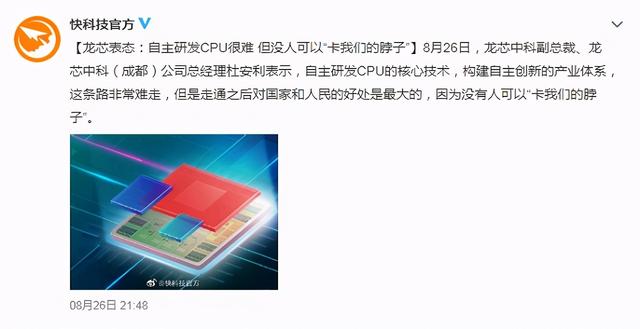 快科技官方
【龙芯表态：自主研发CPU很难 但没人可以“卡我们的脖子”】8月26日，龙芯中科副总裁、龙
芯中科（成都）公司总经理杜安利表示，自主研发CPU的核心技术，构建自主创新的产业体系，
这条路非常难走，但是走通之后对国家和人民的好处是最大的，因为没有人可以“卡我们的脖
子”。
@快科技官方
08月26日 21:48